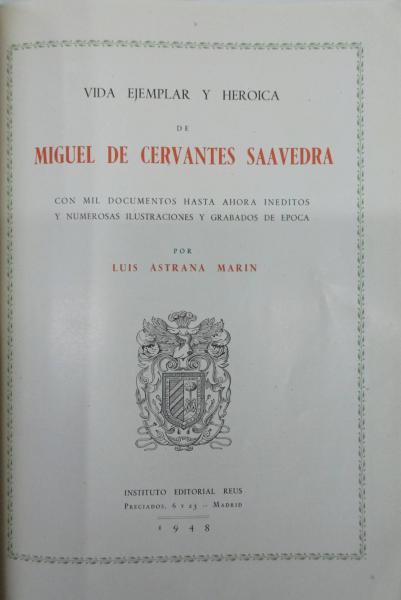 VIDA EJEMPLAR Y HEROICA
DE
MIGUEL DE CERVANTES SAAVEDRA
CON MIL DOCUMENTOS HASTA AHORA INEDITOS
Y NUMEROSAS ILUSTRACIONES Y GRABADOS DE EPOCA
POR
LUIS ASTRANA MARIN
INSTITUTO EDITORIAL REUS
PRECIADOS, 6 Y 23 — MADRID
1948